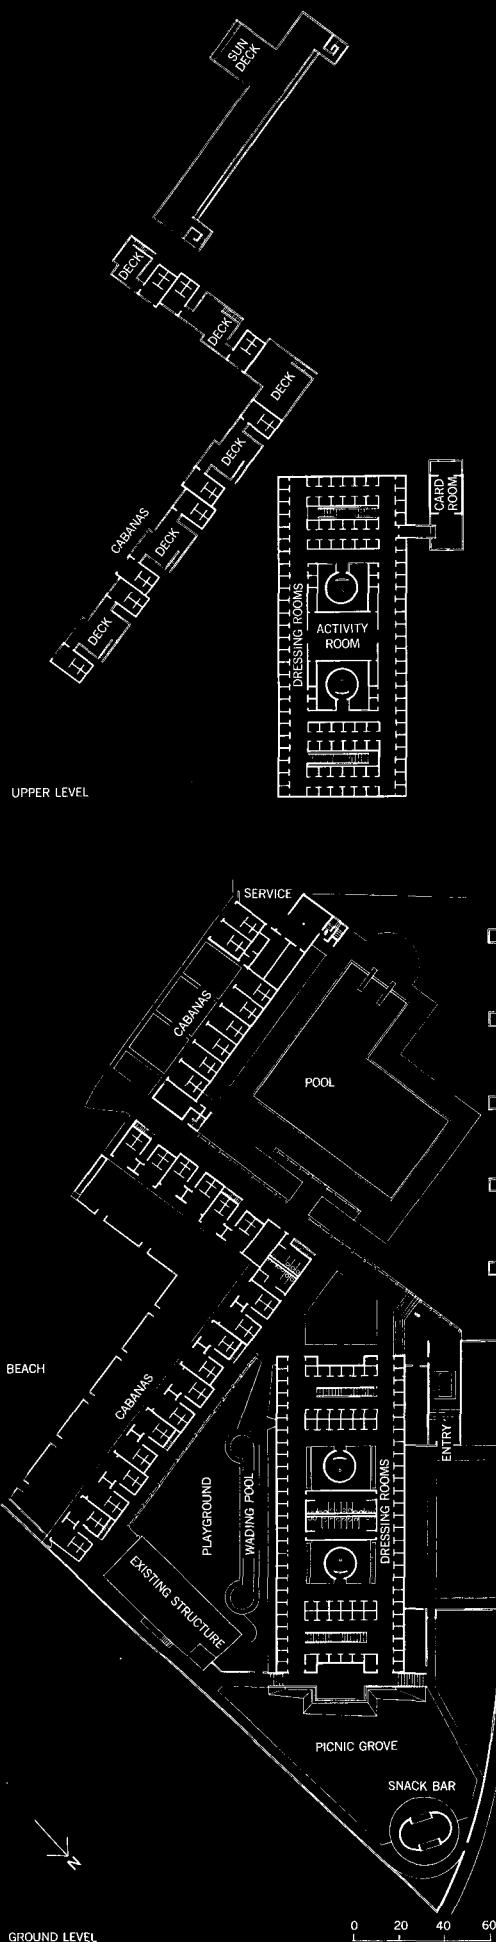 SUN
DECK
DECK
DECK
DECK
DECK
CABANAS
DECK
DECK
CARD
ROOM
DRESSING ROOMS
ACTIVITY
ROOM
UPPER LEVEL
SERVICE
CABANAS
POOL
BEACH
CABANAS
ENTRY
PLAYGROUND
WADING POOL
DRESSING ROOMS
EXISTING STRUCTURE
PICNIC GROVE
SNACK BAR
N
0 20 40 60
GROUND LEVEL